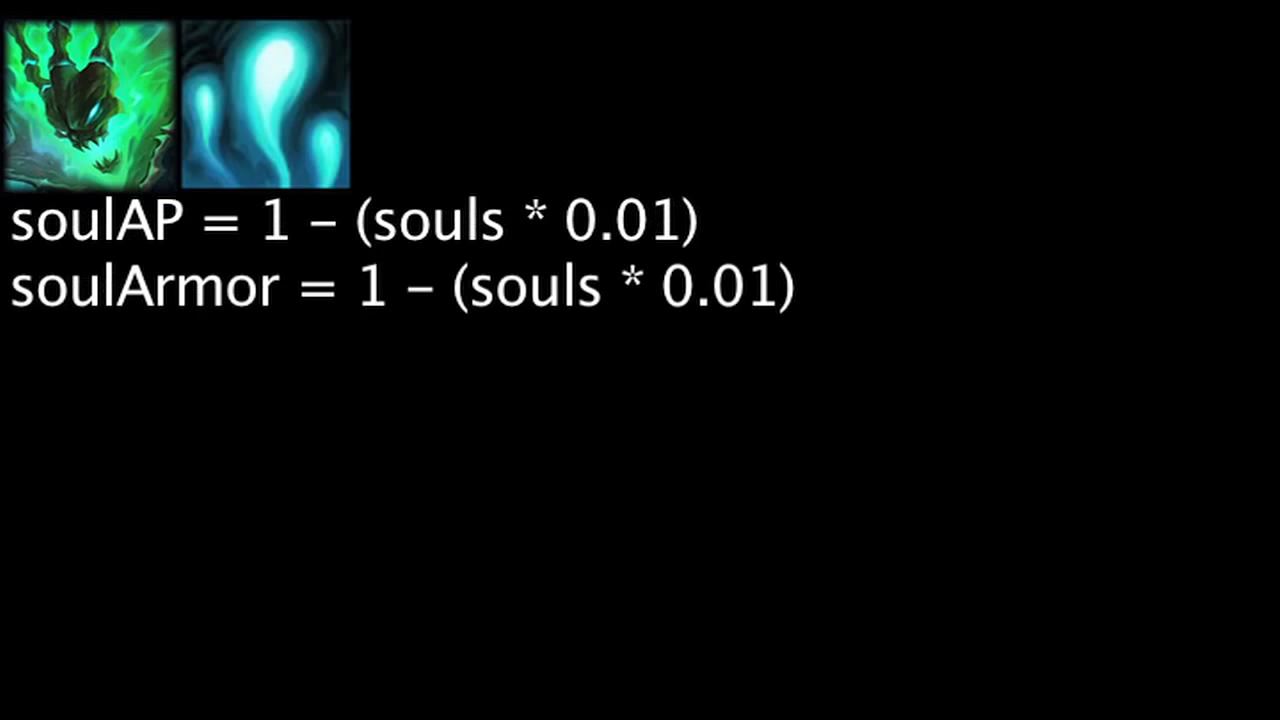 soulAP = 1 – (souls * 0.01)
soulArmor = 1 – (souls * 0.01)